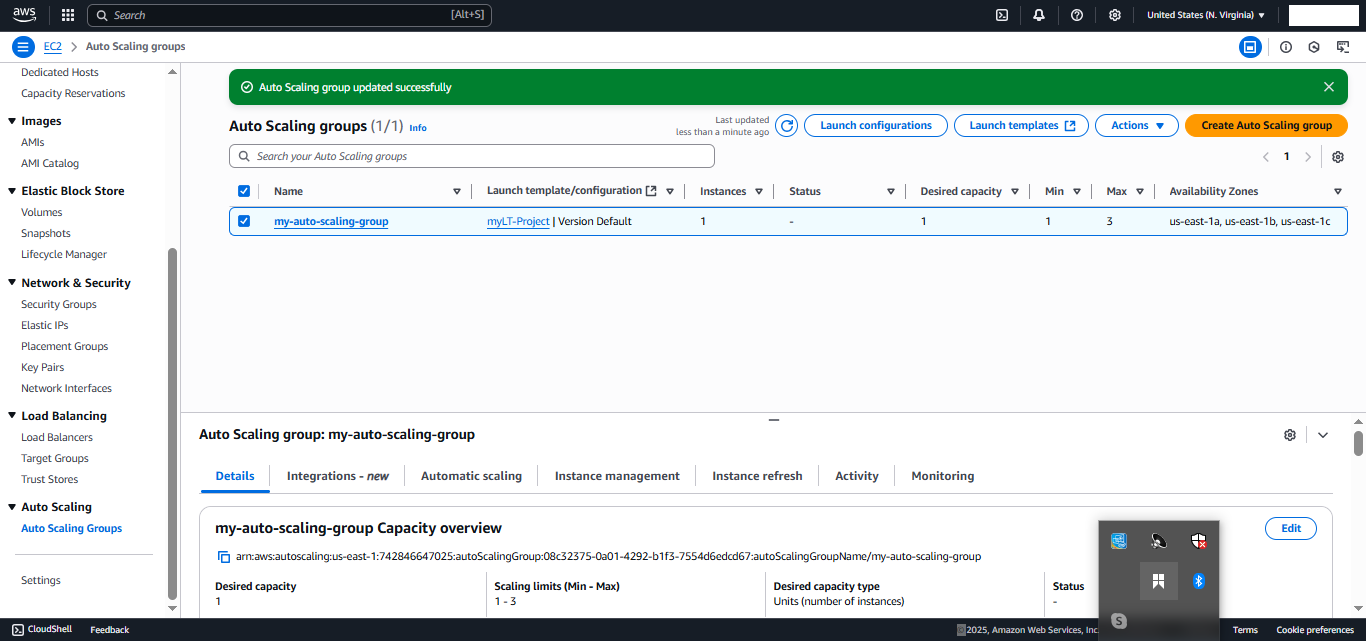 aws
Search [Alt+S]
United States (N. Virginia)
EC2 Auto Scaling groups
Dedicated Hosts
Capacity Reservations
Images
AMIs
AMI Catalog
Elastic Block Store
Volumes
Snapshots
Lifecycle Manager
Network & Security
Security Groups
Elastic IPs
Placement Groups
Key Pairs
Network Interfaces
Load Balancing
Load Balancers
Target Groups
Trust Stores
Auto Scaling
Auto Scaling Groups
Settings
Auto Scaling group updated successfully
Auto Scaling groups (1/1) Info
Last updated
less than a minute ago
Launch configurations
Launch templates
Actions
Create Auto Scaling group
Search your Auto Scaling groups
1
Name Launch template/configuration Instances Status Desired capacity Min Max Availability Zones
my-auto-scaling-group myLT-Project | Version Default 1 - 1 1 3 us-east-1a, us-east-1b, us-east-1c
Auto Scaling group: my-auto-scaling-group
Details Integrations - new Automatic scaling Instance management Instance refresh Activity Monitoring
my-auto-scaling-group Capacity overview
Edit
arn:aws:autoscaling:us-east-1:742846647025:autoScalingGroup:08c32375-0a01-4292-b1f3-7554d6edcd67:autoScalingGroupName/my-auto-scaling-group
Desired capacity
1
Scaling limits (Min - Max)
1 - 3
Desired capacity type
Units (number of instances)
Status
-
S
CloudShell Feedback
2025, Amazon Web Services, Inc.
Terms Cookie preferences